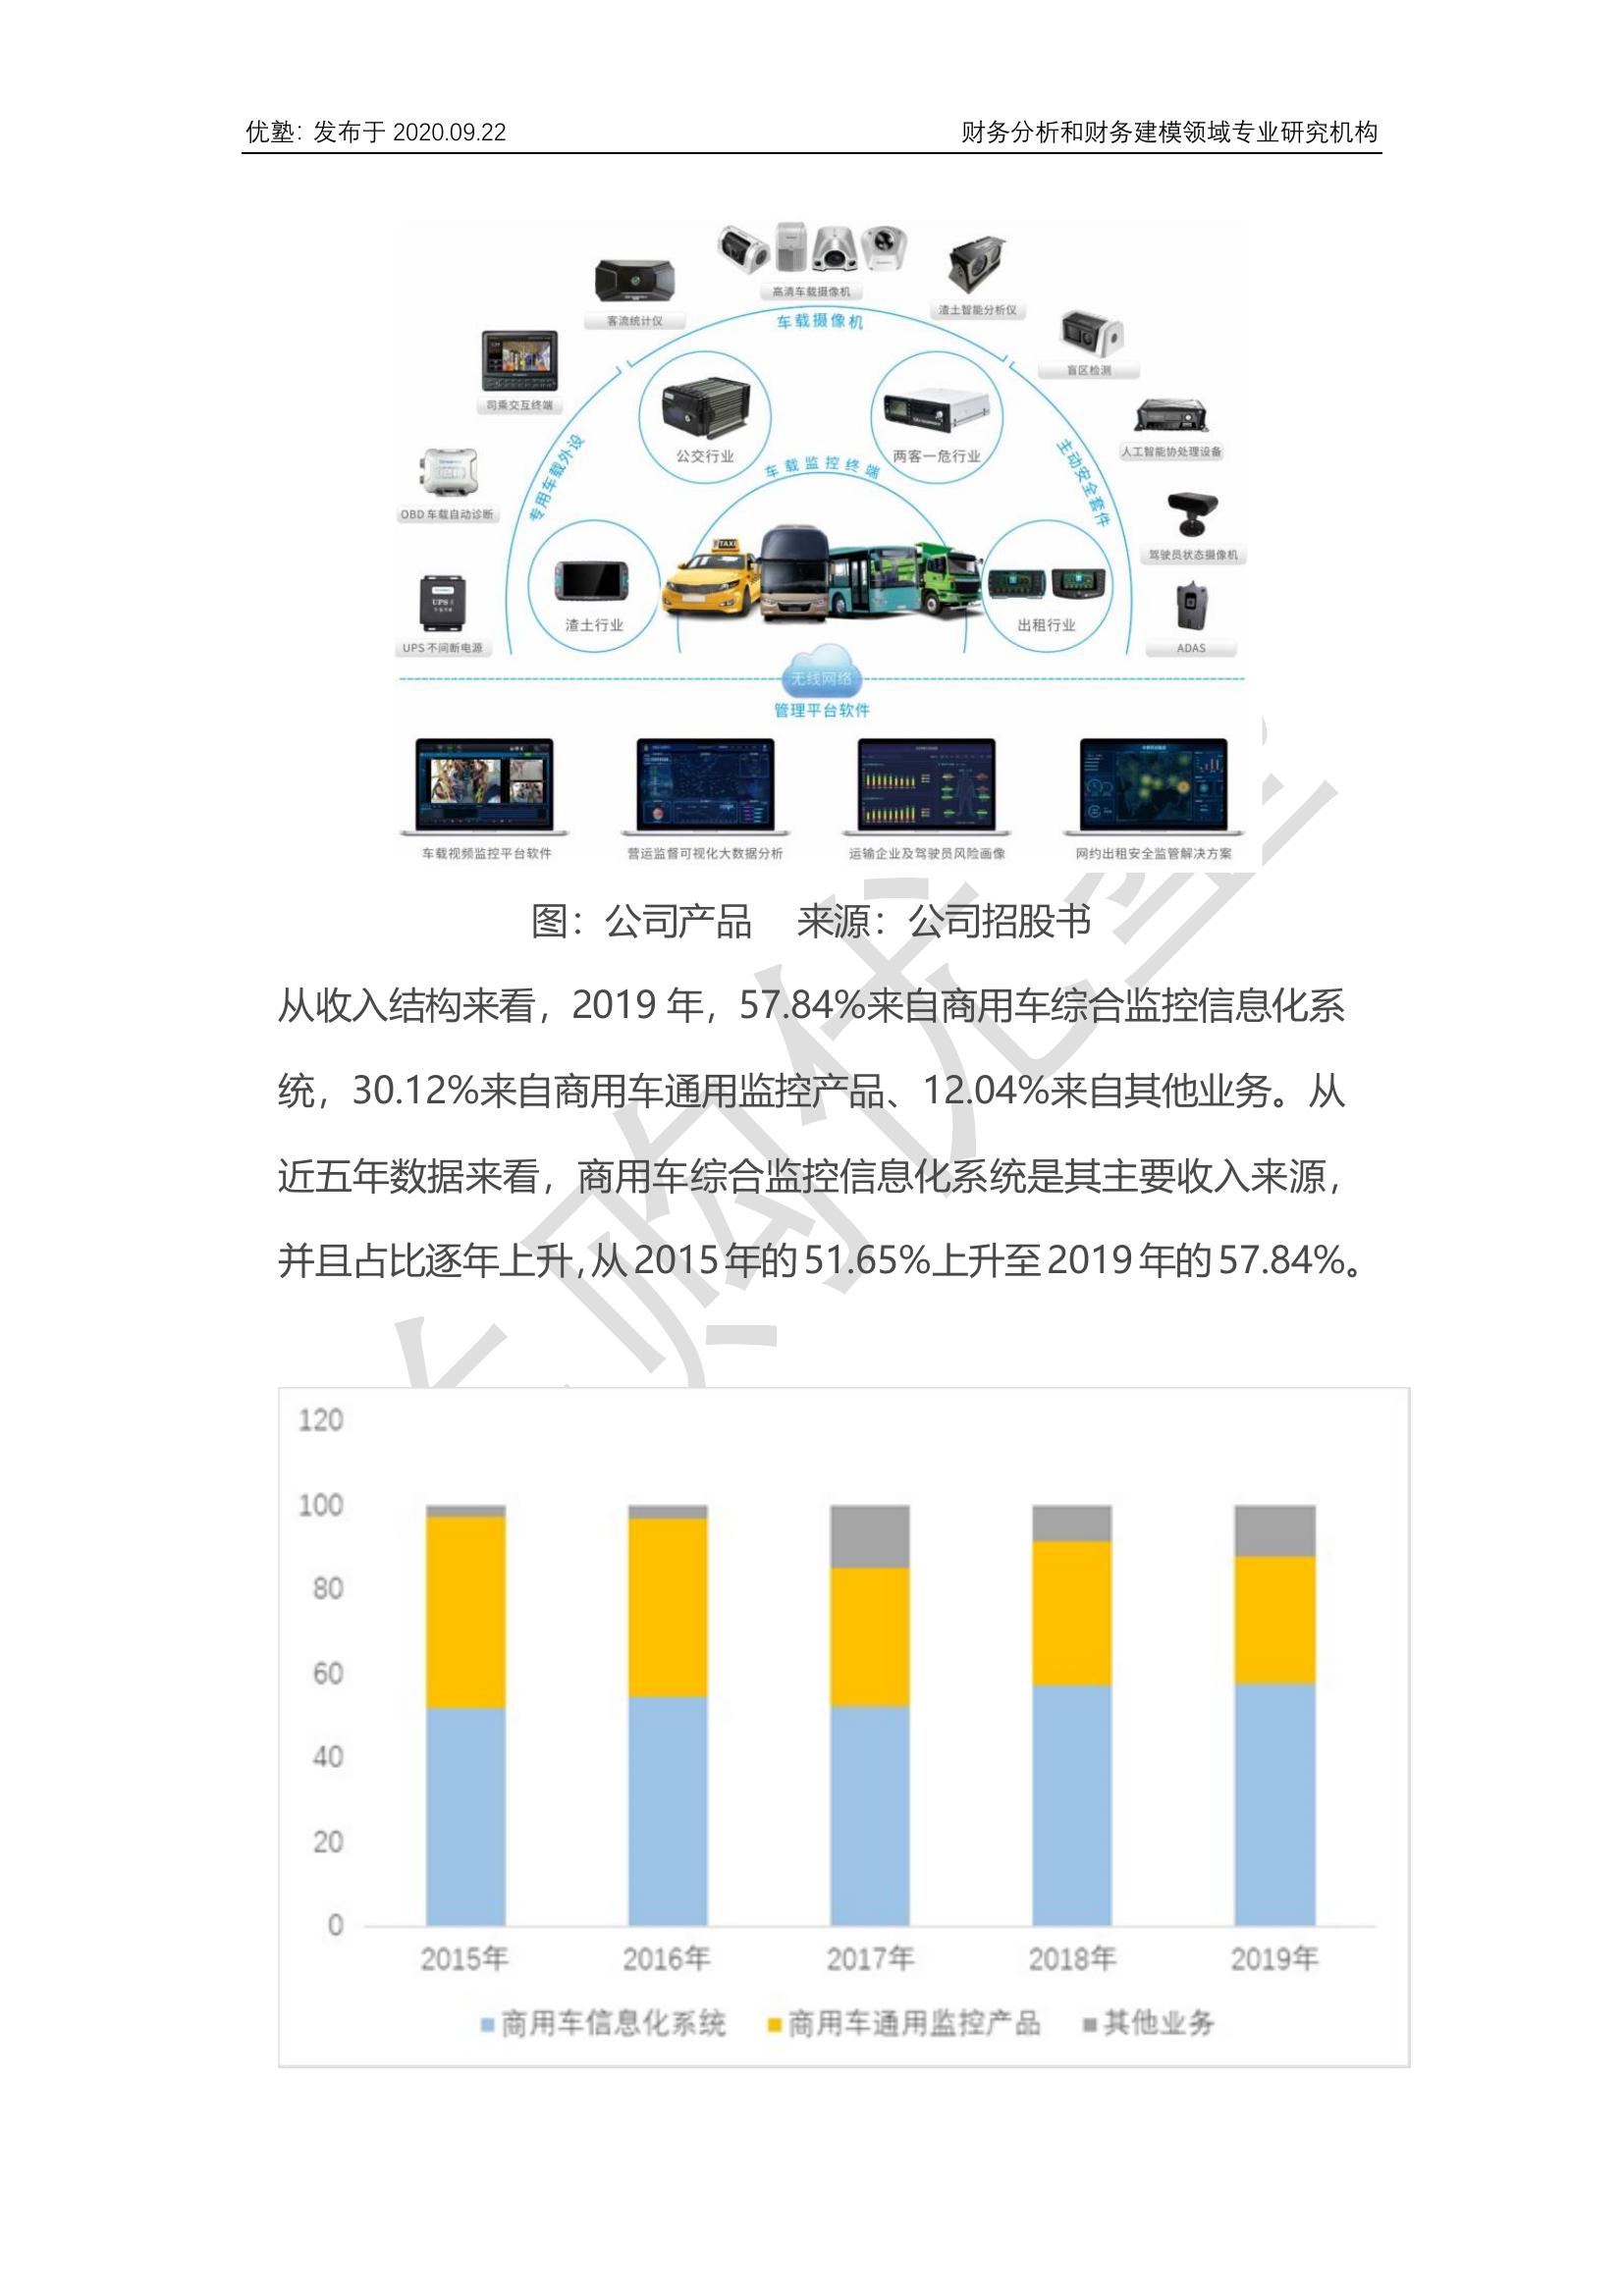 优塾：发布于 2020.09.22
财务分析和财务建模领域专业研究机构
高清车载摄像机
客流统计仪
渣土智能分析仪
车载摄像机
盲区检测
司乘交互终端
人工智能协处理设备
专用车载外设
公交行业
车载监控终端
两客一危行业
主动安全套件
OBD 车载自动诊断
驾驶员状态摄像机
TAXI
UPS
渣土行业
出租行业
UPS 不间断电源
ADAS
无线网络
管理平台软件
车载视频监控平台软件
营运监督可视化大数据分析
运输企业及驾驶员风险画像
网约出租安全监管解决方案
图：公司产品 来源：公司招股书
从收入结构来看，2019 年，57.84%来自商用车综合监控信息化系
统，30.12%来自商用车通用监控产品、12.04%来自其他业务。从
近五年数据来看，商用车综合监控信息化系统是其主要收入来源，
并且占比逐年上升，从 2015 年的 51.65%上升至 2019 年的 57.84%。
120
100
80
60
40
20
0
2015年 2016年 2017年 2018年 2019年
商用车信息化系统 商用车通用监控产品 其他业务
购优塾